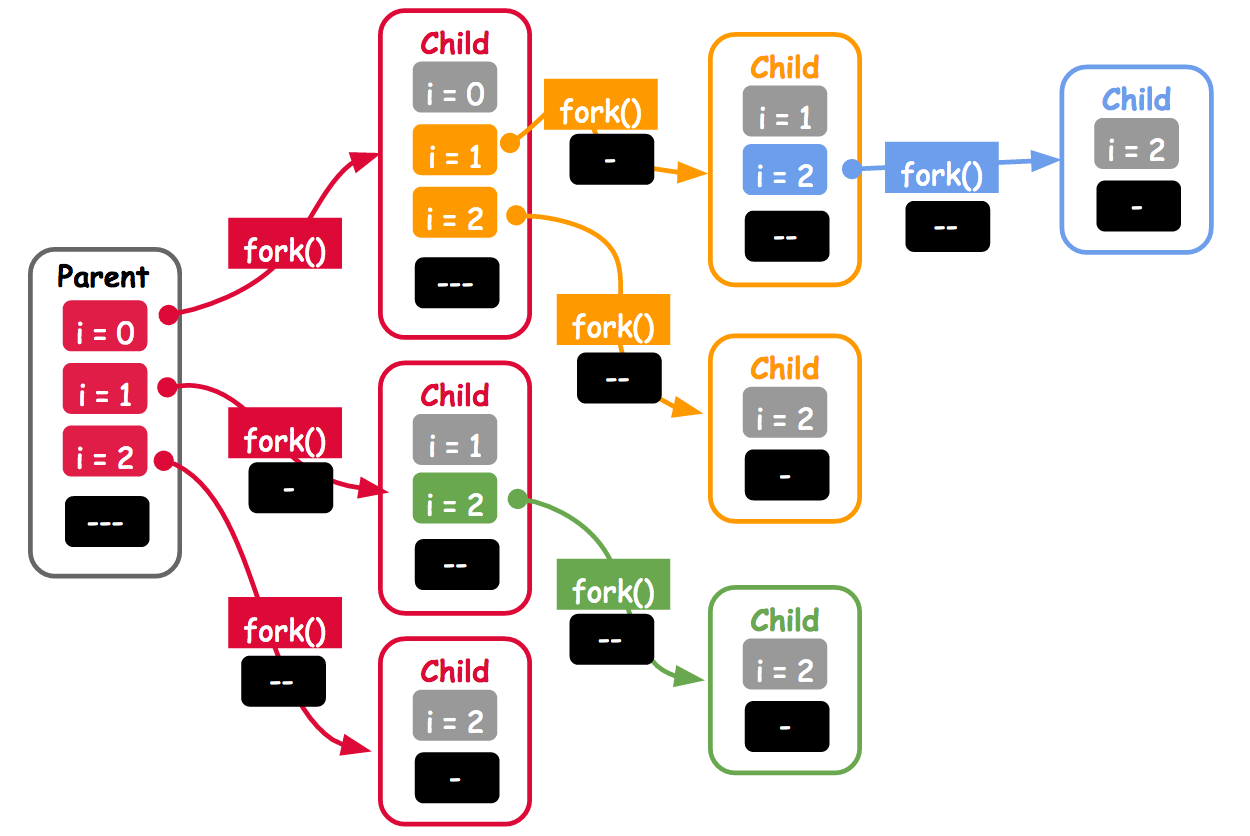 Parent
i = 0
i = 1
i = 2
---
fork()
fork()
-
fork()
--
Child
i = 0
i = 1
i = 2
---
Child
i = 1
i = 2
--
Child
i = 2
-
fork()
-
fork()
--
fork()
--
Child
i = 1
i = 2
--
Child
i = 2
-
Child
i = 2
-
fork()
--
Child
i = 2
-